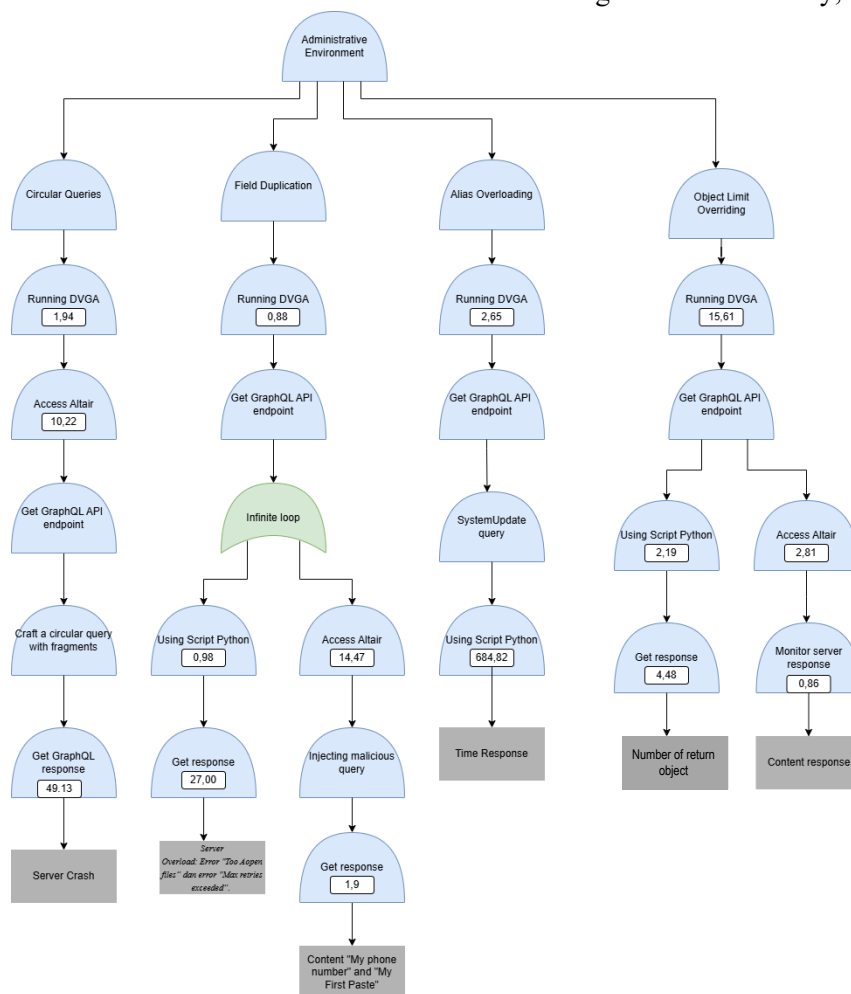 Administrative
Environment
Circular Queries
Field Duplication
Alias Overloading
Object Limit
Overriding
Running DVGA
1,94
Running DVGA
0,88
Running DVGA
2,65
Running DVGA
15,61
Access Altair
10,22
Get GraphQL API
endpoint
Get GraphQL API
endpoint
Get GraphQL API
endpoint
Get GraphQL API
endpoint
Infinite loop
SystemUpdate
query
Using Script Python
2,19
Access Altair
2,81
Craft a circular query
with fragments
Using Script Python
0,98
Access Altair
14,47
Using Script Python
684,82
Get response
4,48
Monitor server
response
0,86
Get GraphQL
response
49.13
Get response
27,00
Injecting malicious
query
Time Response
Number of return
object
Content response
Server Crash
Server
Overload: Error "Too Aopen
files" dan error "Max retries
exceeded".
Get response
1,9
Content "My phone
number" and "My
First Paste"